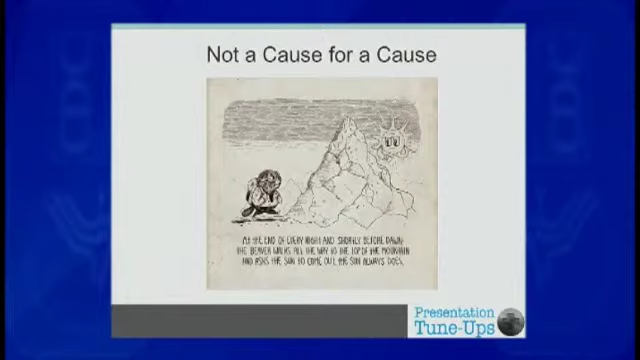 Not a Cause for a Cause
AT THE END OF EVERY NIGHT AND SHORTLY BEFORE DAWN
THE BEAVER WALKS ALL THE WAY TO THE TOP OF THE MOUNTAIN
AND ASKS THE SUN TO COME OUT. THE SUN ALWAYS DOES.
Presentation
Tune-Ups
CDC
CDC